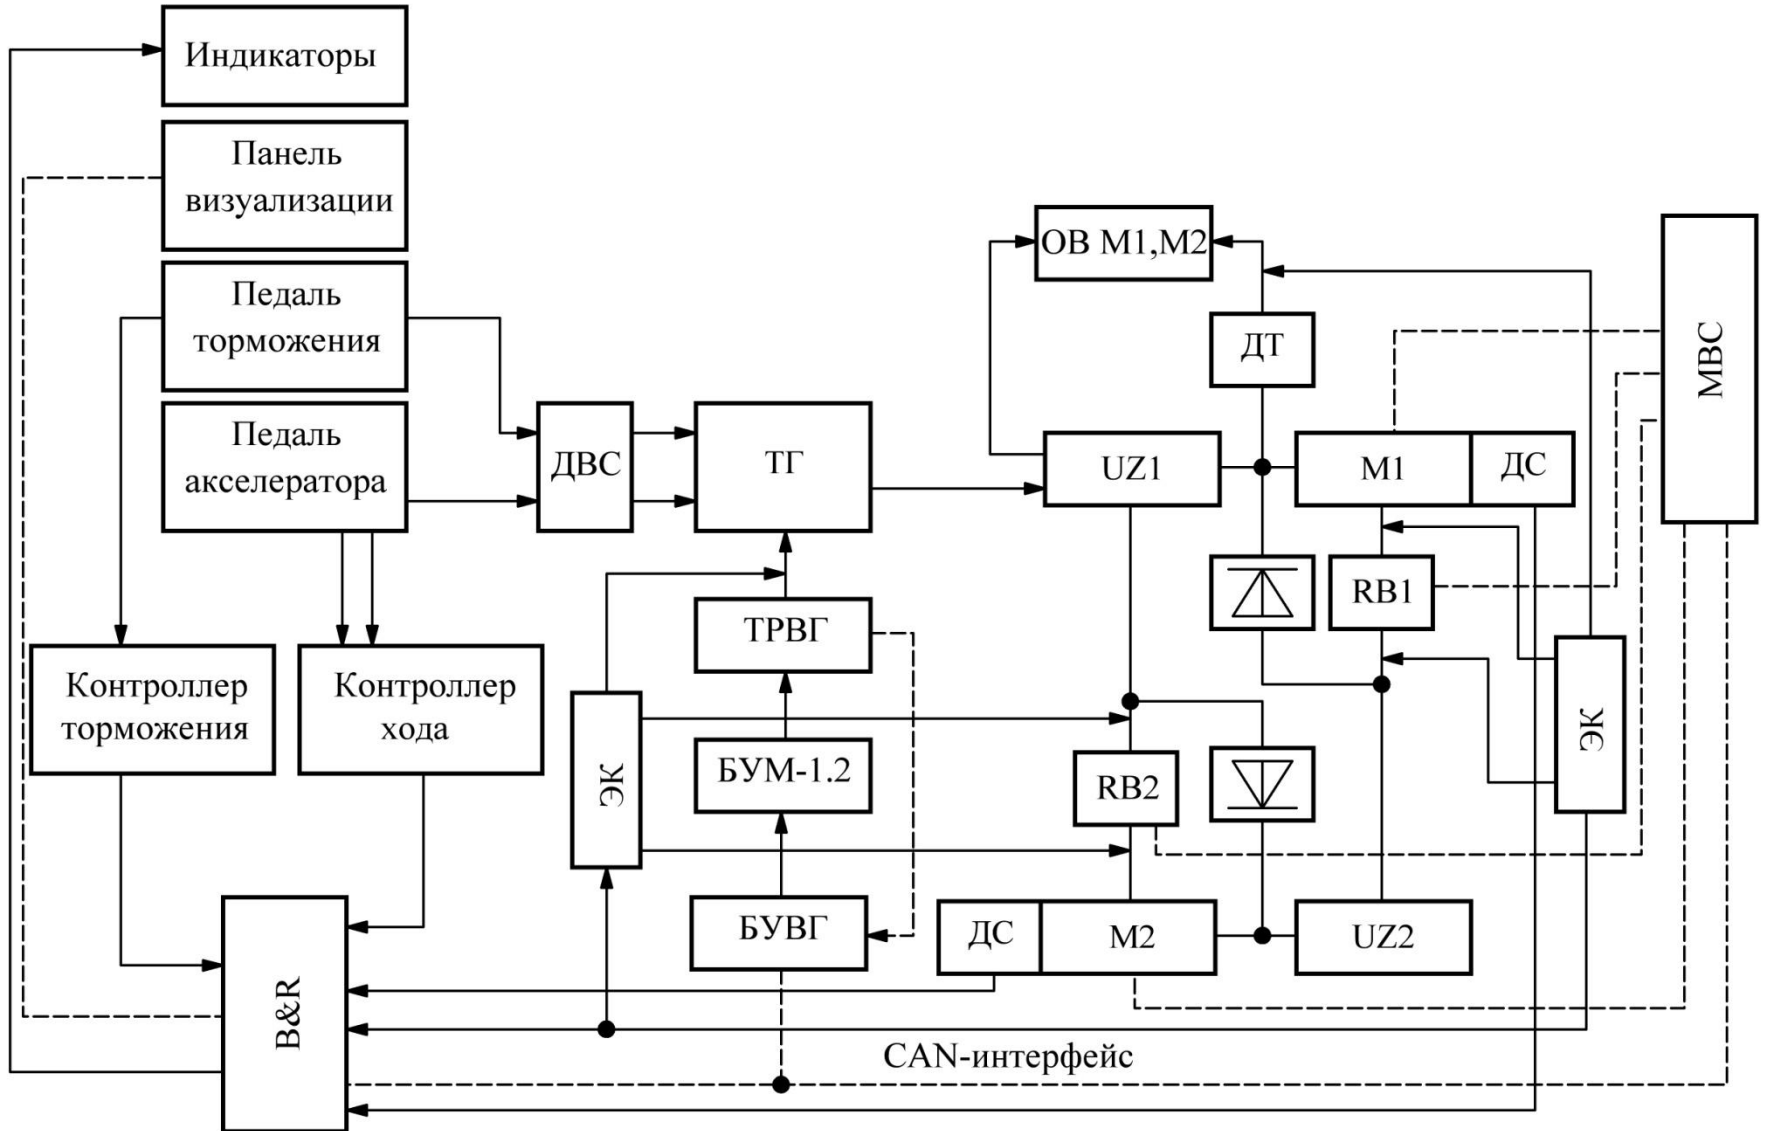 Индикаторы
Панель
визуализации
Педаль
торможения
Педаль
акселератора
ДВС
ТГ
ОВ М1,М2
ДТ
UZ1
М1
ДС
МВС
ТРВГ
RB1
Контроллер
торможения
Контроллер
хода
ЭК
БУМ-1.2
RB2
ЭК
БУВГ
ДС
М2
UZ2
B&R
CAN-интерфейс